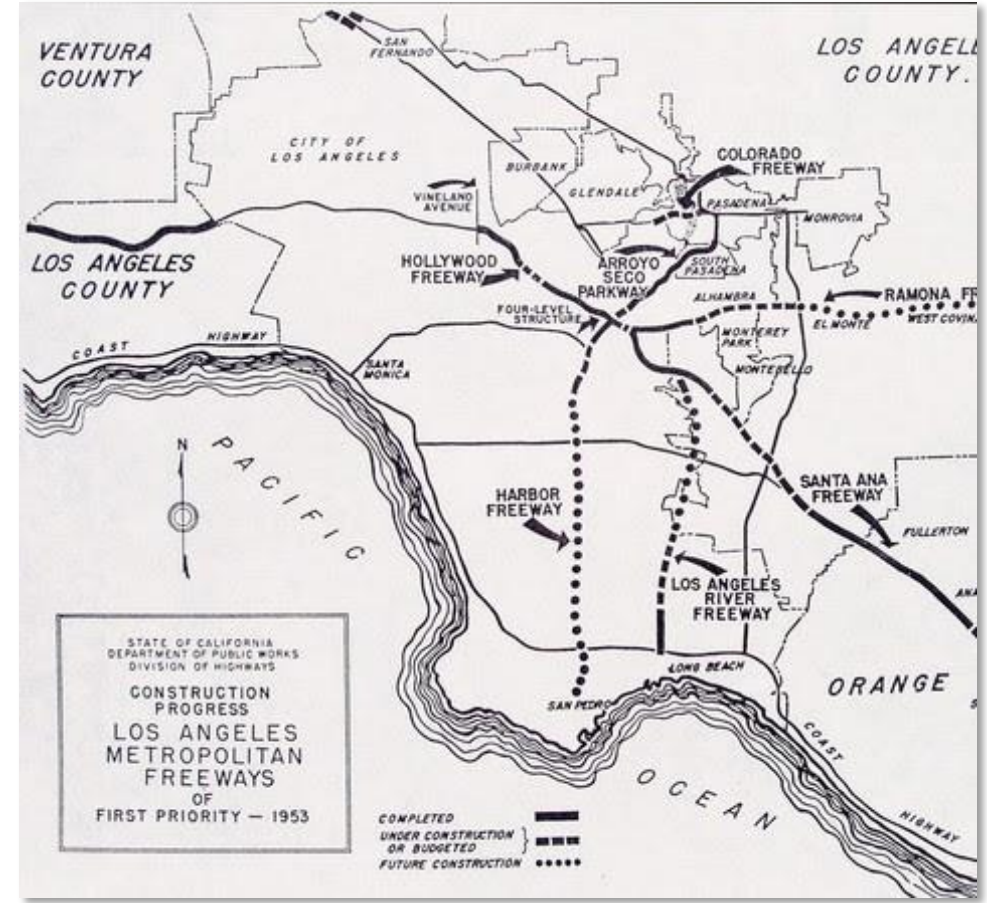 VENTURA
COUNTY
SAN
FERNANDO
LOS ANGELE
COUNTY.
CITY OF
LOS ANGELES
BURBANK
GLENDALE
COLORADO
FREEWAY
PASADENA
MONROVIA
VINELAND
AVENUE
HOLLYWOOD
FREEWAY
ARROYO
SECO
PARKWAY
SOUTH
PASADENA
LOS ANGELES
COUNTY
FOUR-LEVEL
STRUCTURE
ALHAMBRA
RAMONA FR
EL MONTE
WEST COVINA
MONTEREY
PARK
MONTEBELLO
COAST HIGHWAY
SANTA
MONICA
N
PACIFIC
HARBOR
FREEWAY
SANTA ANA
FREEWAY
FULLERTON
LOS ANGELES
RIVER
FREEWAY
ANA
LONG BEACH
SAN PEDRO
ORANGE
S
COAST
HIGHWAY
OCEAN
STATE OF CALIFORNIA
DEPARTMENT OF PUBLIC WORKS
DIVISION OF HIGHWAYS
CONSTRUCTION
PROGRESS
LOS ANGELES
METROPOLITAN
FREEWAYS
OF
FIRST PRIORITY — 1953
COMPLETED
UNDER CONSTRUCTION
OR BUDGETED
FUTURE CONSTRUCTION